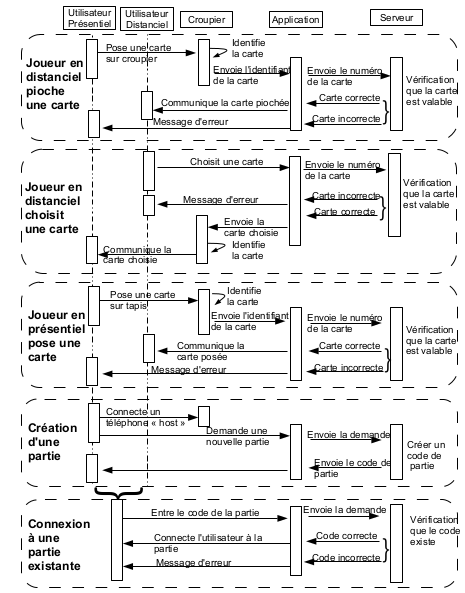 Utilisateur
Présentiel
Utilisateur
Distanciel
Croupier
Application
Serveur
Joueur en
distanciel
pioche
une carte
Pose une carte
sur croupier
Identifie
la carte
Envoie l'identifiant
de la carte
Envoie le numéro
de la carte
Communique la carte piochée
Carte correcte
Message d'erreur
Carte incorrecte
Vérification
que la carte
est valable
Joueur en
distanciel
choisit
une carte
Choisit une carte
Envoie le numéro
de la carte
Message d'erreur
Carte incorrecte
Carte correcte
Vérification
que la carte
est valable
Envoie la
carte choisie
Identifie
la carte
Communique la
carte choisie
Joueur en
présentiel
pose une
carte
Pose une carte
sur tapis
Identifie
la carte
Envoie l'identifiant
de la carte
Envoie le numéro
de la carte
Communique la
carte posée
Carte correcte
Message d'erreur
Carte incorrecte
Vérification
que la carte
est valable
Création
d'une
partie
Connecte un
téléphone « host »
Demande une
nouvelle partie
Envoie la demande
Envoie le code de
partie
Créer un
code de
partie
Connexion
à une
partie
existante
Entre le code de la partie
Envoie la demande
Connecte l'utilisateur à la
partie
Code correcte
Message d'erreur
Code incorrecte
Vérification
que le code
existe